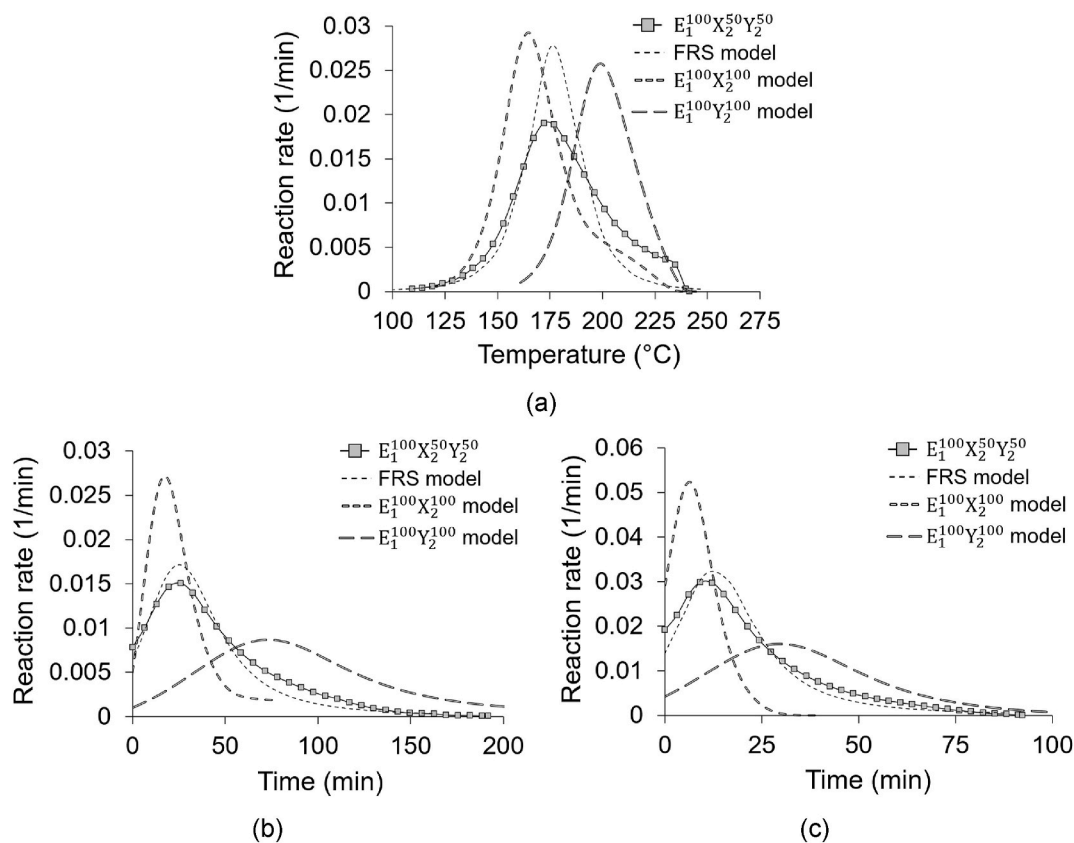 0.03
0.025
0.02
0.015
0.01
0.005
0
Reaction rate (1/min)
E₁¹⁰⁰X₂⁵⁰Y₂⁵⁰
FRS model
E₁¹⁰⁰X₂¹⁰⁰ model
E₁¹⁰⁰Y₂¹⁰⁰ model
100 125 150 175 200 225 250 275
Temperature (°C)
(a)
0.03
0.025
0.02
0.015
0.01
0.005
0
Reaction rate (1/min)
E₁¹⁰⁰X₂⁵⁰Y₂⁵⁰
FRS model
E₁¹⁰⁰X₂¹⁰⁰ model
E₁¹⁰⁰Y₂¹⁰⁰ model
0 50 100 150 200
Time (min)
(b)
0.06
0.05
0.04
0.03
0.02
0.01
0
Reaction rate (1/min)
E₁¹⁰⁰X₂⁵⁰Y₂⁵⁰
FRS model
E₁¹⁰⁰X₂¹⁰⁰ model
E₁¹⁰⁰Y₂¹⁰⁰ model
0 25 50 75 100
Time (min)
(c)